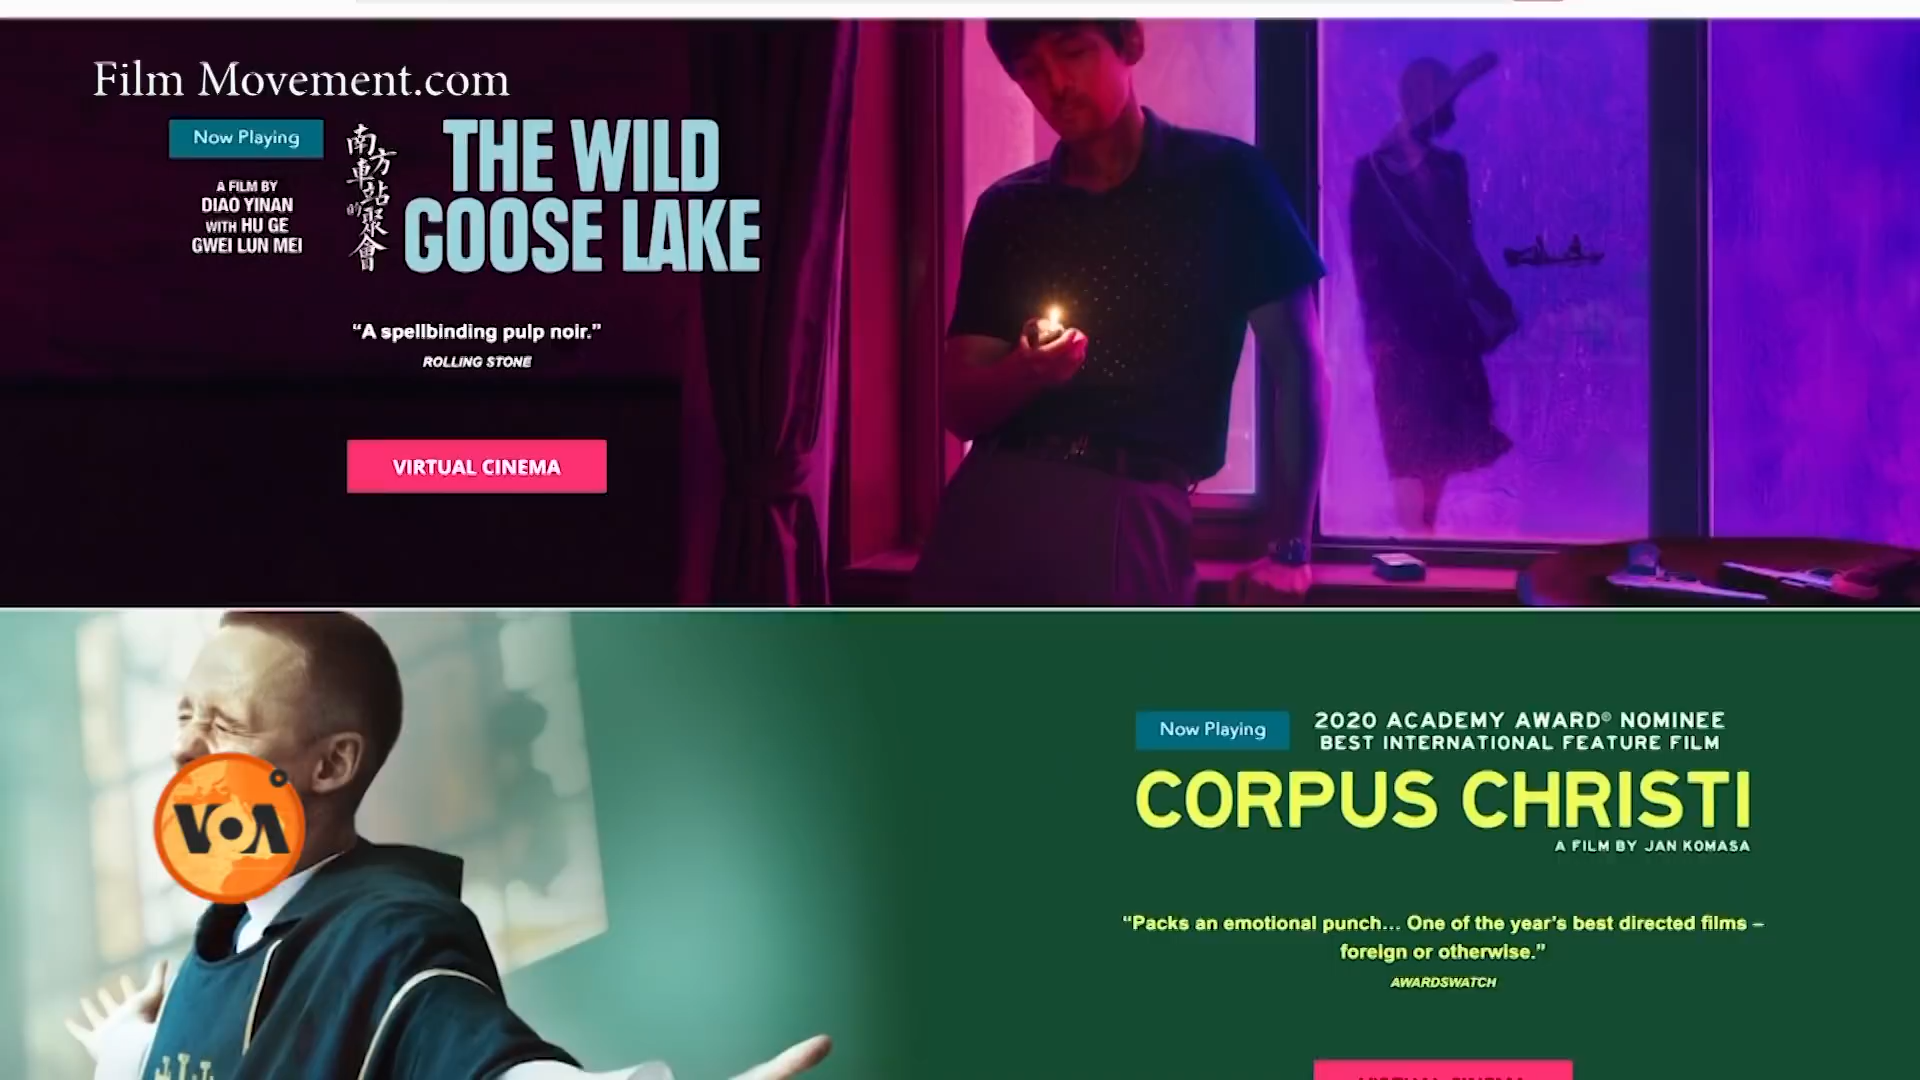 Film Movement.com
Now Playing
A FILM BY
DIAO YINAN
WITH HU GE
GWEI LUN MEI
南方車站的聚會
THE WILD
GOOSE LAKE
“A spellbinding pulp noir.”
ROLLING STONE
VIRTUAL CINEMA
Now Playing
2020 ACADEMY AWARD® NOMINEE
BEST INTERNATIONAL FEATURE FILM
CORPUS CHRISTI
A FILM BY JAN KOMASA
“Packs an emotional punch... One of the year's best directed films –
foreign or otherwise.”
AWARDSWATCH
VOA